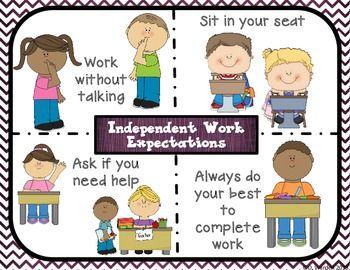 Work
without
talking
Sit in your seat
Independent Work
Expectations
Ask if you
need help
Teacher
Always do
your best
to
complete
work